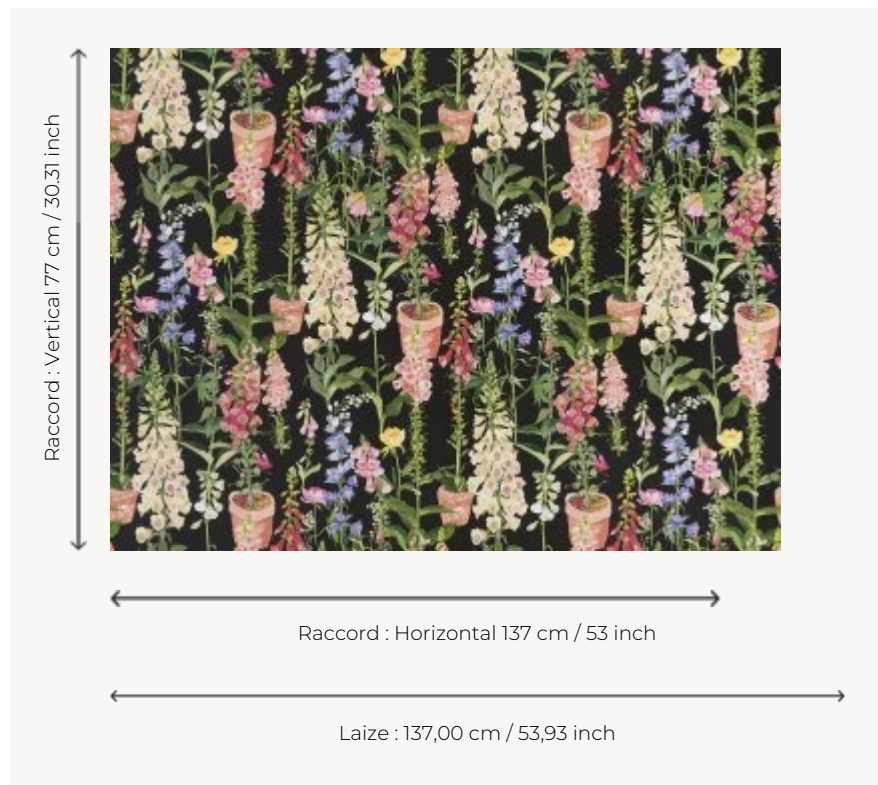 Raccord : Vertical 77 cm / 30.31 inch
Raccord : Horizontal 137 cm / 53 inch
Laize : 137,00 cm / 53,93 inch